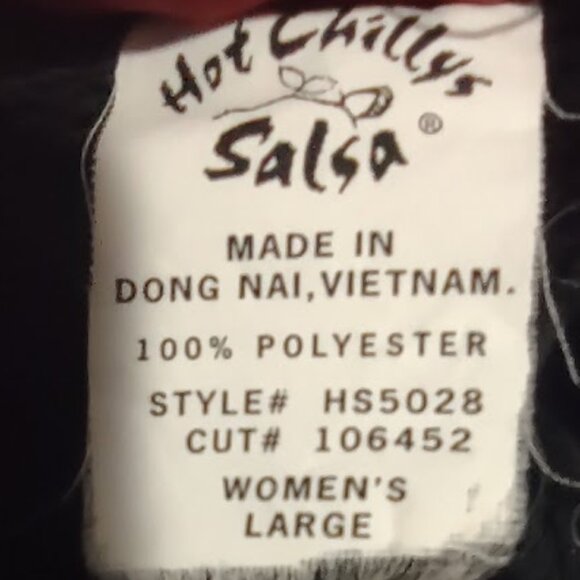 Hot Chillys
Salsa®
MADE IN
DONG NAI, VIETNAM.
100% POLYESTER
STYLE# HS5028
CUT# 106452
WOMEN'S
LARGE